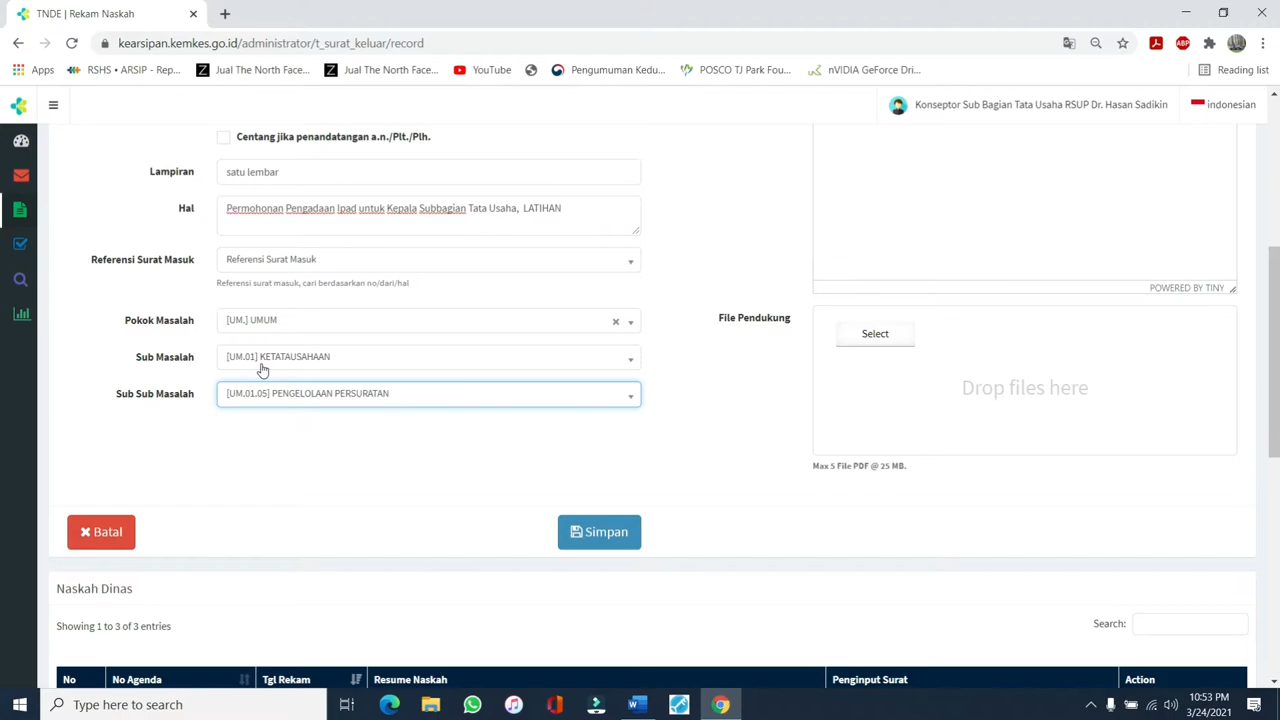 TNDE | Rekam Naskah
kearsipan.kemkes.go.id/administrator/t_surat_keluar/record
Apps
RSHS • ARSIP - Rep...
Jual The North Face...
Jual The North Face...
YouTube
Pengumuman Kedu...
POSCO TJ Park Foun...
nVIDIA GeForce Dri...
Reading list
Konseptor Sub Bagian Tata Usaha RSUP Dr. Hasan Sadikin
indonesian
Centang jika penandatangan a.n./Plt./Plh.
Lampiran
satu lembar
Hal
Permohonan Pengadaan Ipad untuk Kepala Subbagian Tata Usaha, LATIHAN
Referensi Surat Masuk
Referensi Surat Masuk
Referensi surat masuk, cari berdasarkan no/dari/hal
POWERED BY TINY
Pokok Masalah
[UM.] UMUM
File Pendukung
Select
Sub Masalah
[UM.01] KETATAUSAHAAN
Drop files here
Sub Sub Masalah
[UM.01.05] PENGELOLAAN PERSURATAN
Max 5 File PDF @ 25 MB.
Batal
Simpan
Naskah Dinas
Showing 1 to 3 of 3 entries
Search:
No
No Agenda
Tgl Rekam
Resume Naskah
Penginput Surat
Action
Type here to search
10:53 PM
3/24/2021